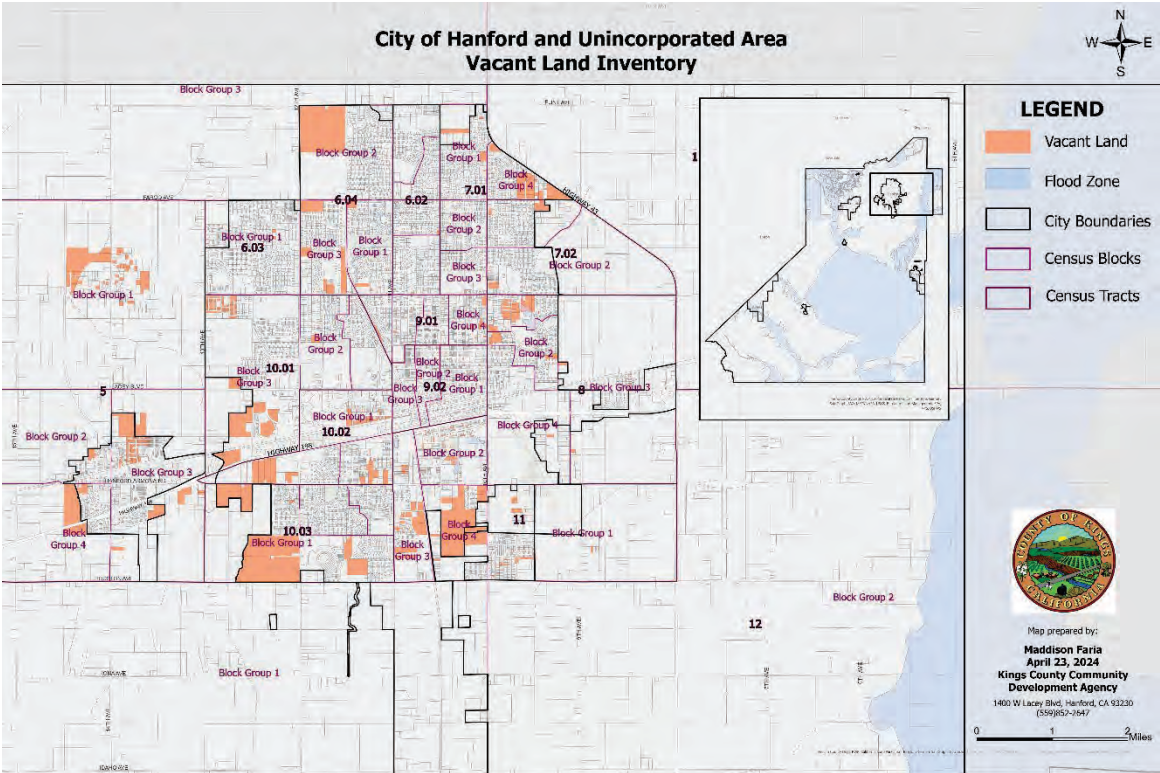 City of Hanford and Unincorporated Area
Vacant Land Inventory
N
W E
S
LEGEND
Vacant Land
Flood Zone
City Boundaries
Census Blocks
Census Tracts
Block Group 3
Block Group 2
Block
Group 1
7.01
Block
Group 4
HIGHWAY 43
1
6.04
6.02
Block Group 1
6.03
Block
Group 3
Block
Group 1
Block
Group 2
Block
Group 3
7.02
Block Group 2
Block Group 1
9.01
Block
Group 4
Block
Group 2
Block
Group 2
10.01
Block
Group 3
Block
Group 2
9.02
Block
Group 1
Block
Group 3
5
8
Block Group 3
Block Group 1
10.02
HIGHWAY 198
Block Group 4
Block Group 2
Block Group 2
Block Group 3
10.03
Block Group 1
Block
Group 3
Block
Group 4
11
Block Group 1
Block
Group 4
Block Group 2
12
Block Group 1
IDAHO AVE
COUNTY OF KINGS
CALIFORNIA
Map prepared by:
Maddison Faria
April 23, 2024
Kings County Community
Development Agency
1400 W Lacey Blvd, Hanford, CA 93230
(559)852-2647
0 1 2
Miles